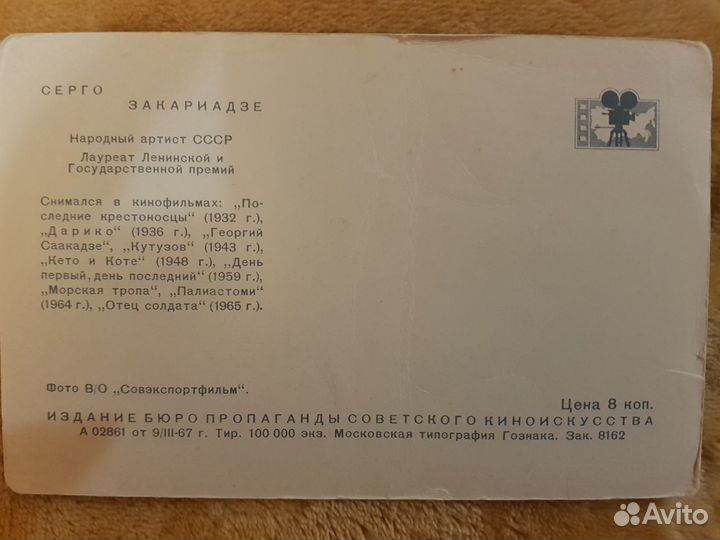 СЕРГО
ЗАКАРИАДЗЕ
Народный артист СССР
Лауреат Ленинской и
Государственной премий
Снимался в кинофильмах: „По-
следние крестоносцы“ (1932 г.),
„Дарико“ (1936 г.), „Георгий
Саакадзе“, „Кутузов“ (1943 г.),
„Кето и Коте“ (1948 г.), „День
первый, день последний“ (1959 г.),
„Морская тропа“, „Палиастоми“
(1964 г.), „Отец солдата“ (1965 г.).
Фото В/О „Совэкспортфильм“.
Цена 8 коп.
ИЗДАНИЕ БЮРО ПРОПАГАНДЫ СОВЕТСКОГО КИНОИСКУССТВА
А 02861 от 9/III-67 г. Тир. 100 000 экз. Московская типография Гознака. Зак. 8162
Avito